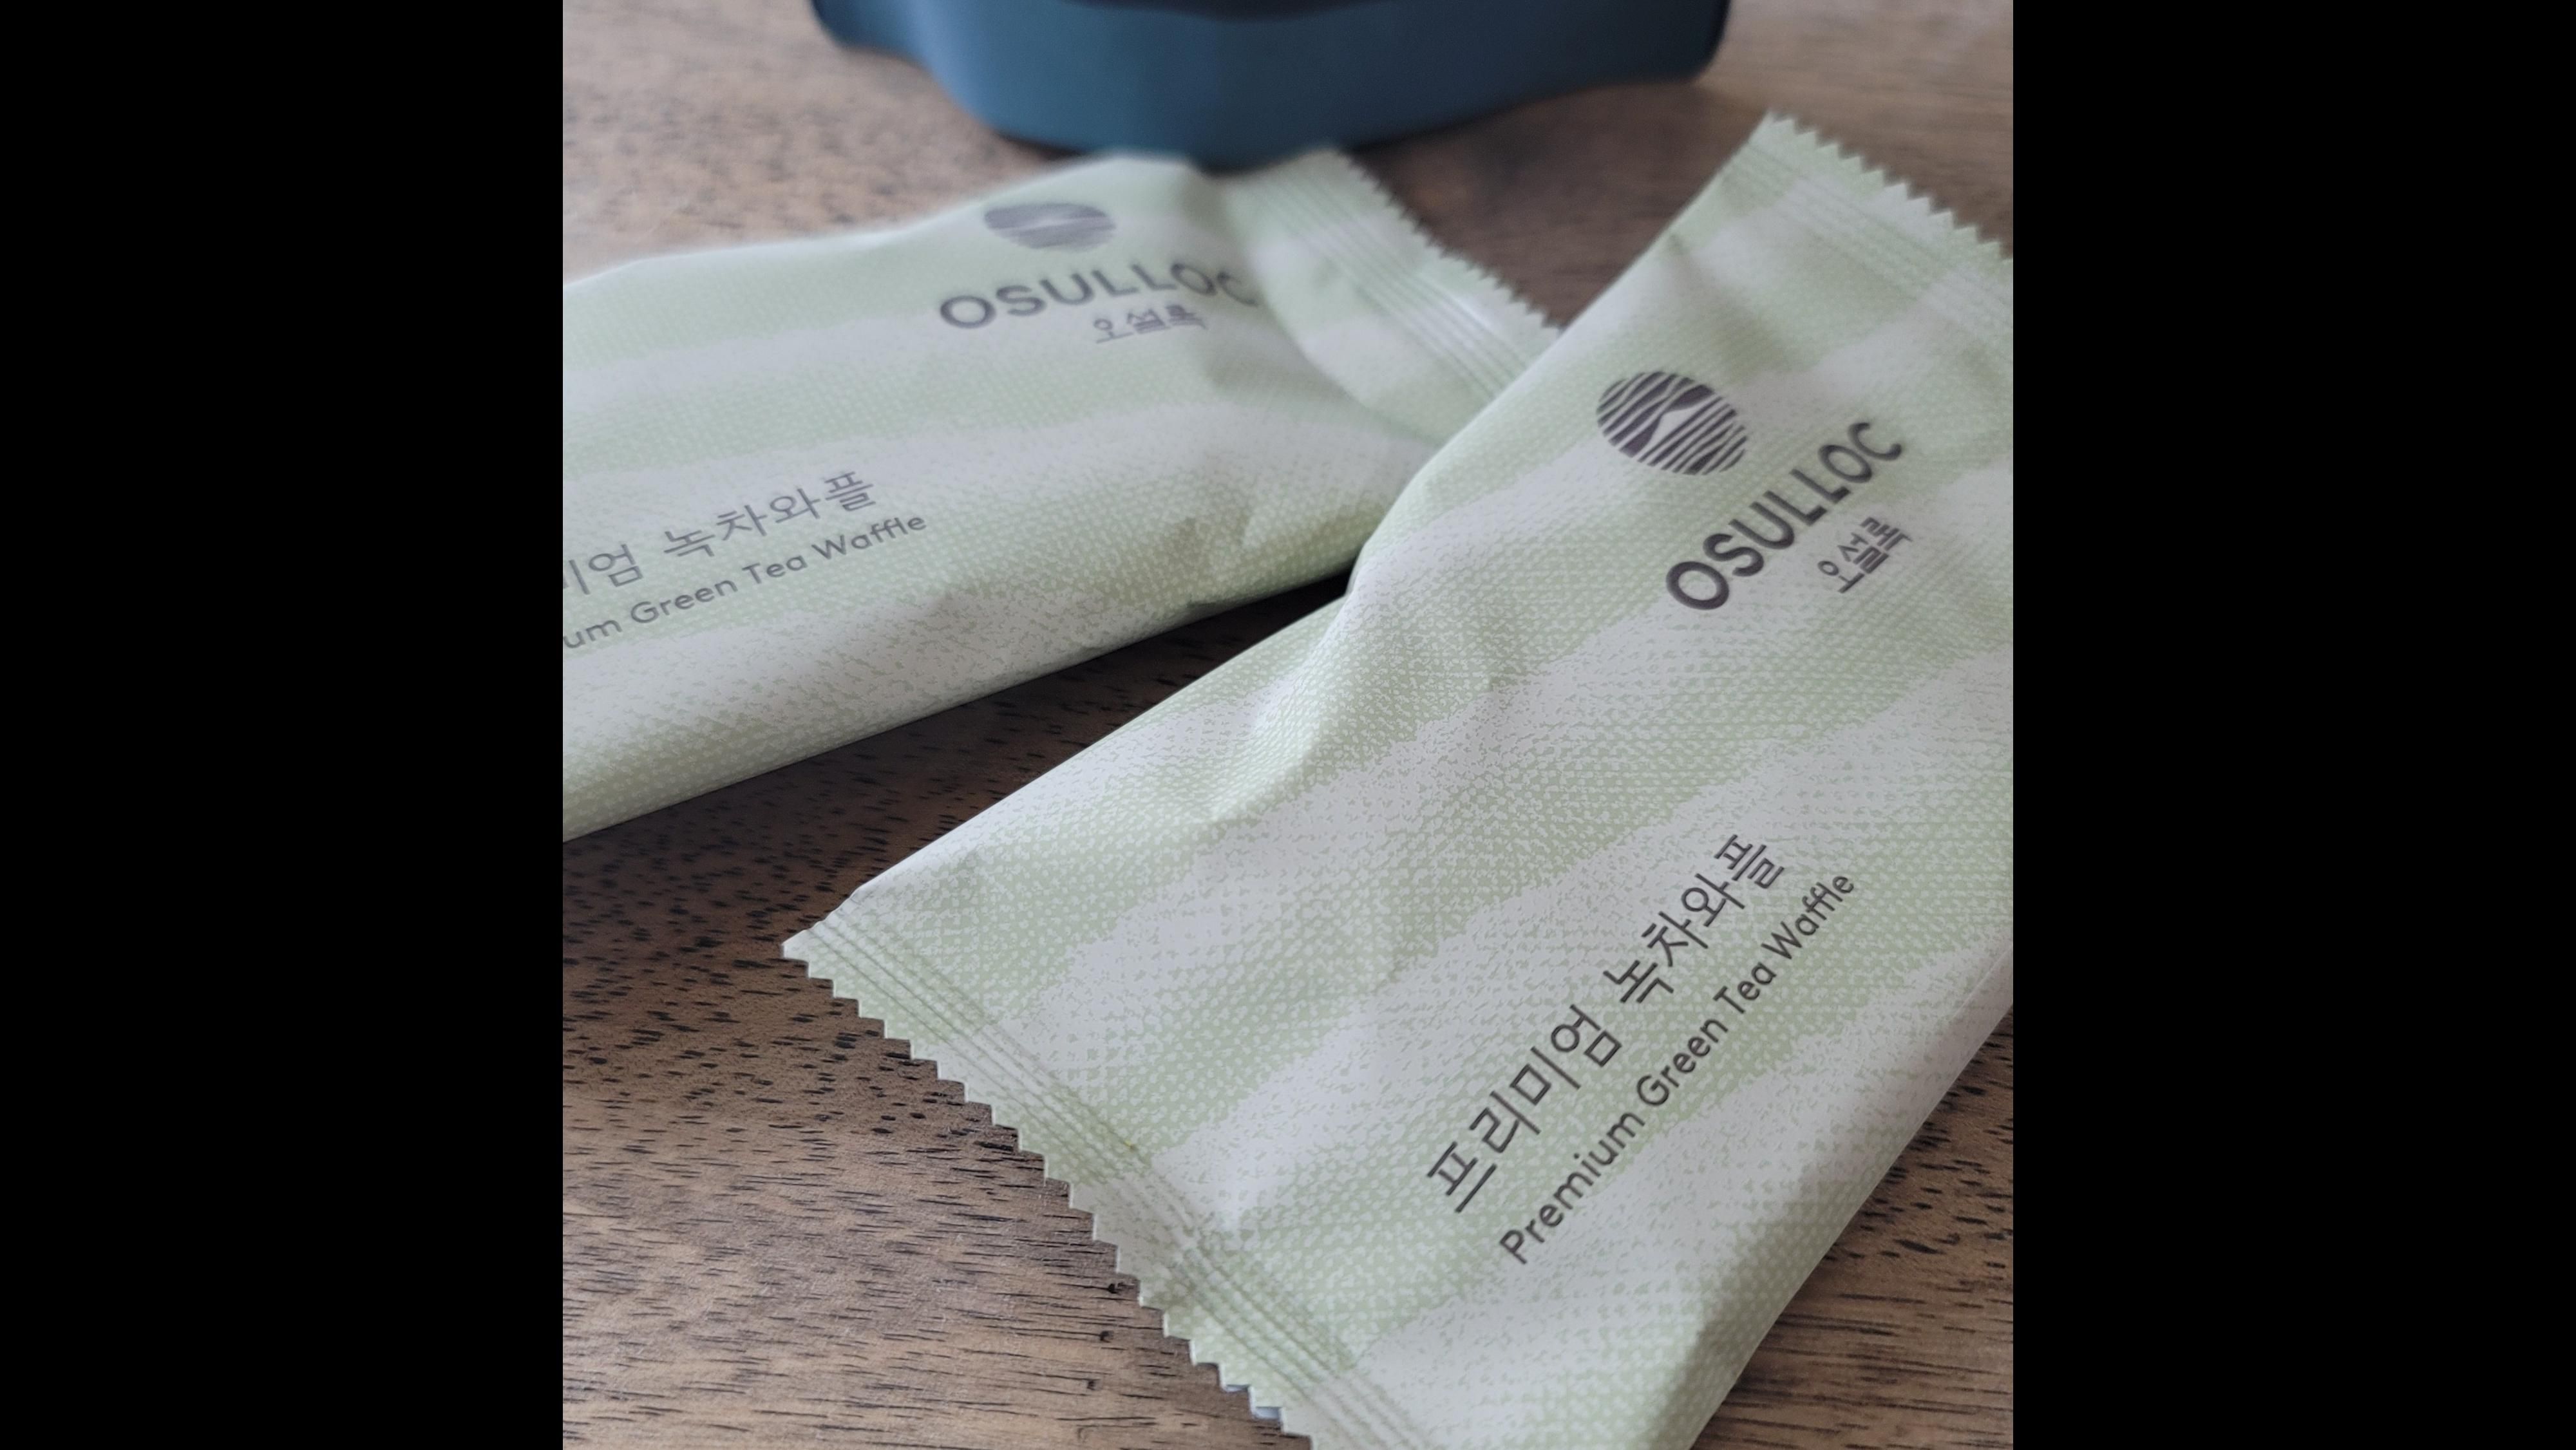 OSULLOC
오설록
미엄 녹차와플
um Green Tea Waffle
OSULLOC
오설록
프리미엄 녹차와플
Premium Green Tea Waffle